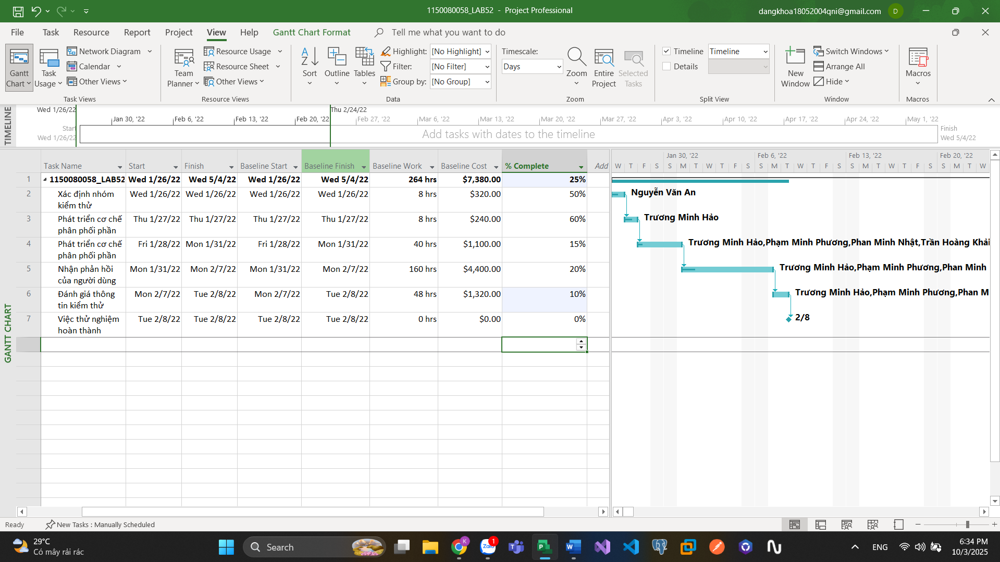 1150080058_LAB52 - Project Professional
dangkhoa18052004qni@gmail.com
D
File Task Resource Report Project View Help Gantt Chart Format Tell me what you want to do
Gantt Chart
Task Usage
Network Diagram
Calendar
Other Views
Task Views
Team Planner
Resource Usage
Resource Sheet
Other Views
Resource Views
Sort
Outline
Tables
Highlight: [No Highlight]
Filter: [No Filter]
Group by: [No Group]
Data
Timescale:
Days
Zoom
Entire Project
Selected Tasks
Zoom
Timeline Timeline
Details
Split View
New Window
Switch Windows
Arrange All
Hide
Window
Macros
Macros
TIMELINE
Wed 1/26/22 Thu 2/24/22
Jan 30, '22 Feb 6, '22 Feb 13, '22 Feb 20, '22 Feb 27, '22 Mar 6, '22 Mar 13, '22 Mar 20, '22 Mar 27, '22 Apr 3, '22 Apr 10, '22 Apr 17, '22 Apr 24, '22 May 1, '22
Start
Wed 1/26/22
Add tasks with dates to the timeline
Finish
Wed 5/4/22
GANTT CHART
Task Name Start Finish Baseline Start Baseline Finish Baseline Work Baseline Cost % Complete Add
1 1150080058_LAB52 Wed 1/26/22 Wed 5/4/22 Wed 1/26/22 Wed 5/4/22 264 hrs $7,380.00 25%
2 Xác định nhóm Wed 1/26/22 Wed 1/26/22 Wed 1/26/22 Wed 1/26/22 8 hrs $320.00 50%
kiểm thử
3 Phát triển cơ chế Thu 1/27/22 Thu 1/27/22 Thu 1/27/22 Thu 1/27/22 8 hrs $240.00 60%
phân phối phần
4 Phát triển cơ chế Fri 1/28/22 Mon 1/31/22 Fri 1/28/22 Mon 1/31/22 40 hrs $1,100.00 15%
phân phối phần
5 Nhận phản hồi Mon 1/31/22 Mon 2/7/22 Mon 1/31/22 Mon 2/7/22 160 hrs $4,400.00 20%
của người dùng
6 Đánh giá thông Mon 2/7/22 Tue 2/8/22 Mon 2/7/22 Tue 2/8/22 48 hrs $1,320.00 10%
tin kiểm thử
7 Việc thử nghiệm Tue 2/8/22 Tue 2/8/22 Tue 2/8/22 Tue 2/8/22 0 hrs $0.00 0%
hoàn thành
Jan 30, '22 Feb 6, '22 Feb 13, '22 Feb 20, '22
W T F S S M T W T F S S M T W T F S S M T W T F S S M T W
Nguyễn Văn An
Trương Minh Hảo
Trương Minh Hảo,Phạm Minh Phương,Phan Minh Nhật,Trần Hoàng Khải
Trương Minh Hảo,Phạm Minh Phương,Phan Minh
Trương Minh Hảo,Phạm Minh Phương,Phan M
2/8
Ready New Tasks : Manually Scheduled
29°C
Có mây rải rác
Search
K
Zalo
1
ENG
6:34 PM
10/3/2025